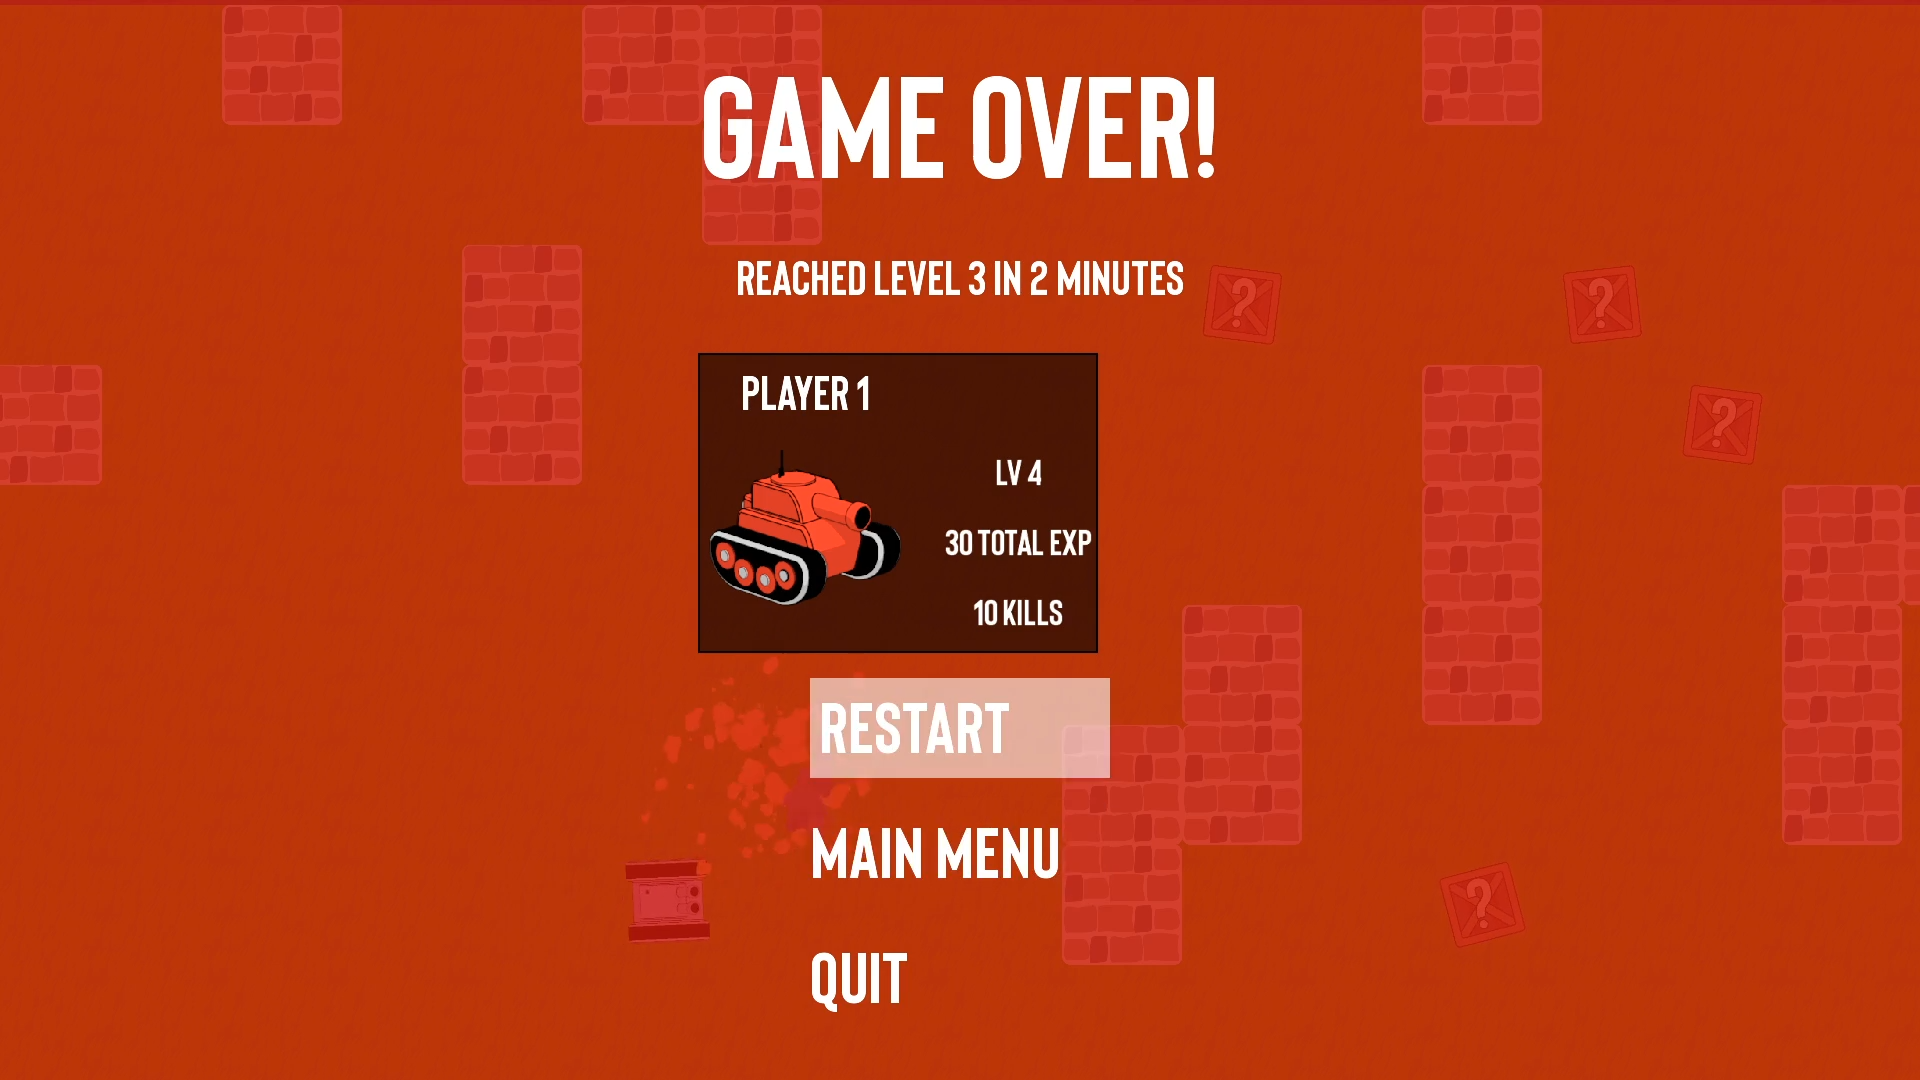 GAME OVER!
REACHED LEVEL 3 IN 2 MINUTES
?
?
PLAYER 1
?
LV 4
30 TOTAL EXP
10 KILLS
RESTART
MAIN MENU
?
QUIT